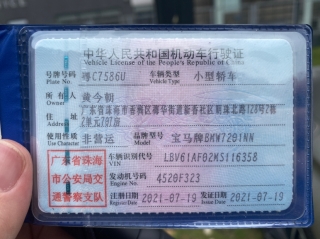 中华人民共和国机动车行驶证
Vehicle License of the People's Republic of China
号牌号码 粤C7586U 车辆类型 小型轿车
Plate No. Vehicle Type
所有人 黄今朝
Owner
住址 广东省珠海市香洲区
2单元707房
Address
使用性质 非营运 品牌型号 宝马牌BMW7201NN
Use Character Model
广东省珠海
市公安局交
通警察支队
车辆识别代号 LBV61AF02MS116358
VIN
发动机号码 4520F323
Engine No.
注册日期 2021-07-19 发证日期 2021-07-19
Register Date Issue Date